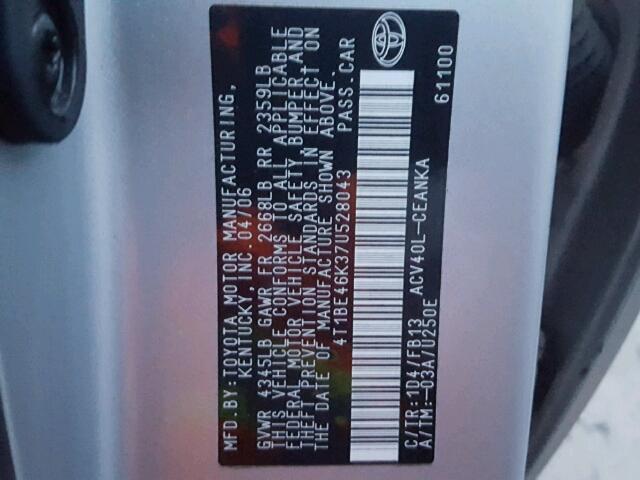 MFD. BY: TOYOTA MOTOR MANUFACTURING,
KENTUCKY, INC. 04/06
GVWR 4345LB GAWR FR 2668LB RR 2359LB
THIS VEHICLE CONFORMS TO ALL APPLICABLE
FEDERAL MOTOR VEHICLE SAFETY, BUMPER, AND
THEFT PREVENTION STANDARDS IN EFFECT ON
THE DATE OF MANUFACTURE SHOWN ABOVE.
4T1BE46K37U528043 PASS. CAR
C/TR: 1D4/FB13 ACV40L-CEANKA
A/TM: -03A/U250E
61100